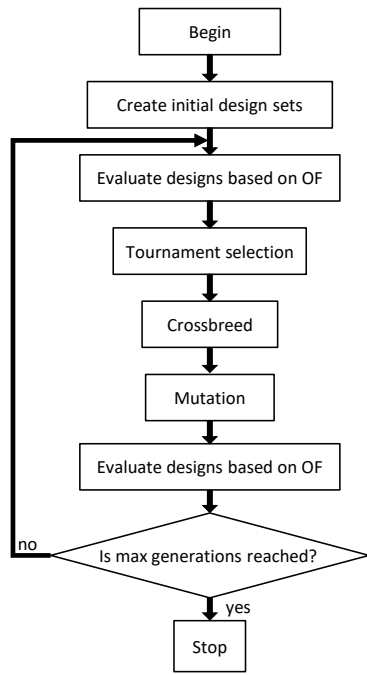 Begin
Create initial design sets
Evaluate designs based on OF
Tournament selection
Crossbreed
Mutation
Evaluate designs based on OF
Is max generations reached?
no
yes
Stop